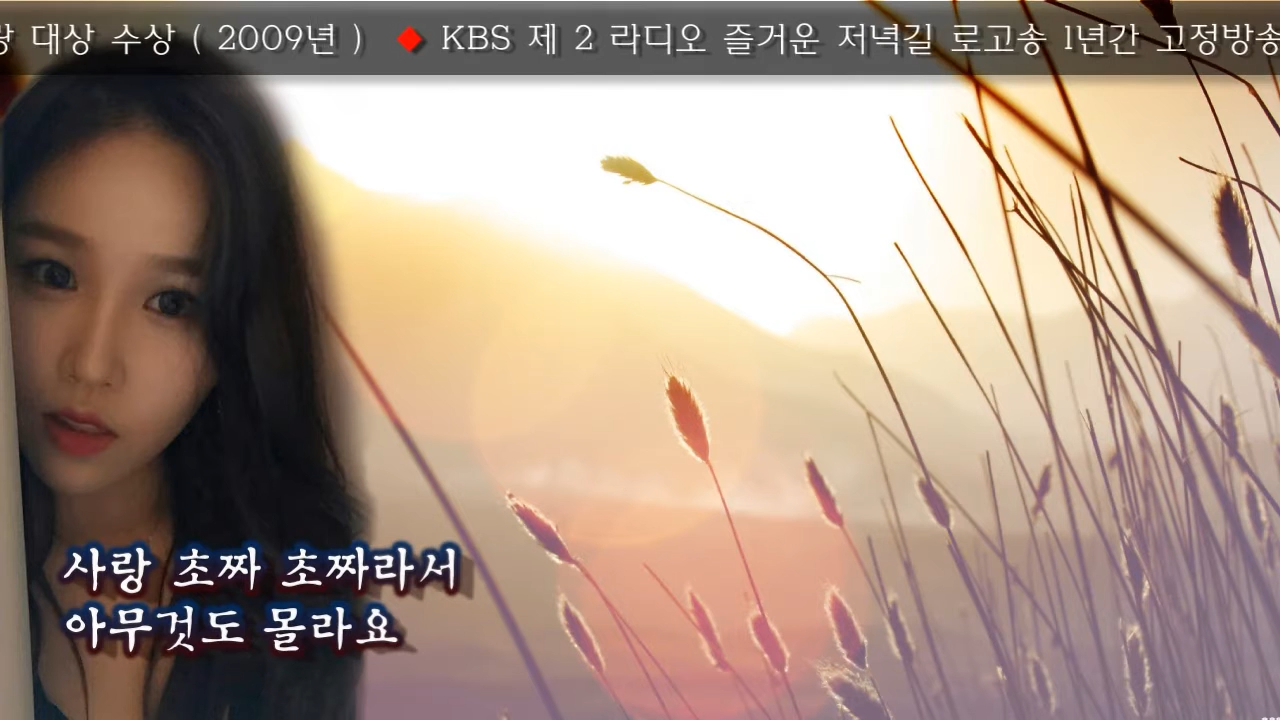 대상 수상 ( 2009년 ) ◆ KBS 제 2 라디오 즐거운 저녁길 로고송 1년간 고정방송
사랑 초짜 초짜라서
아무것도 몰라요